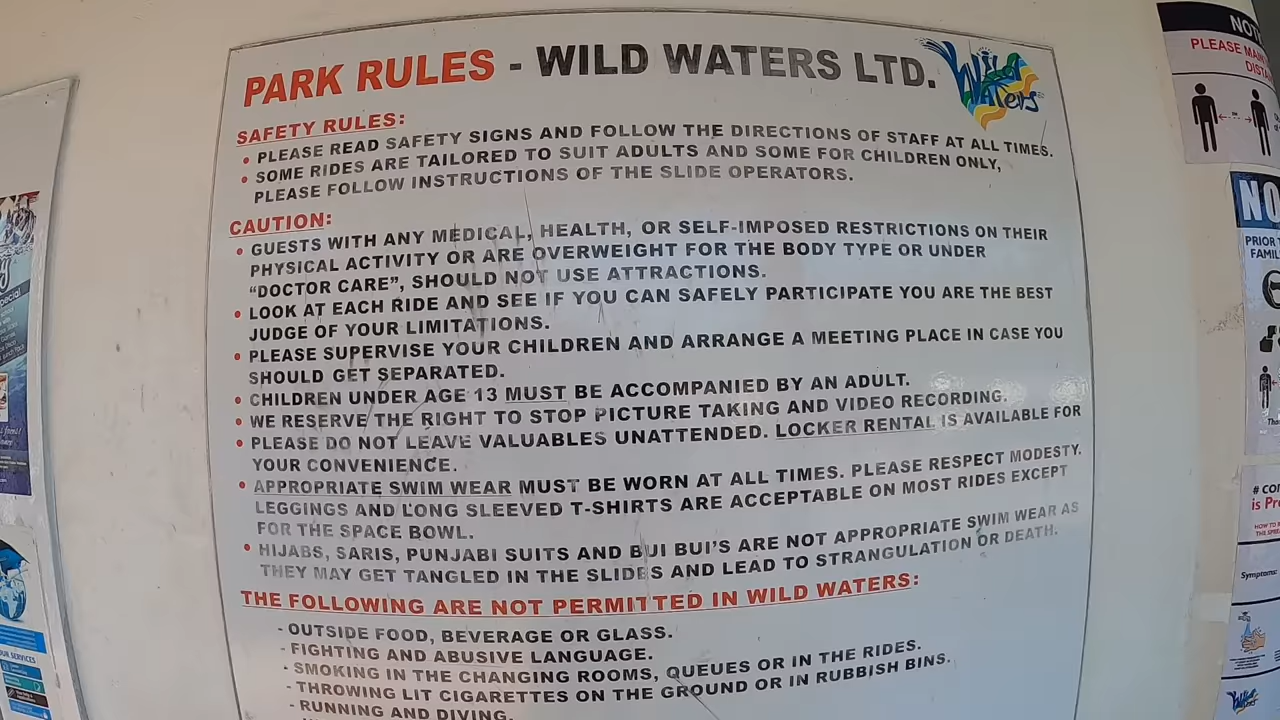 PARK RULES - WILD WATERS LTD.
Wild Waters
SAFETY RULES:
• PLEASE READ SAFETY SIGNS AND FOLLOW THE DIRECTIONS OF STAFF AT ALL TIMES.
• SOME RIDES ARE TAILORED TO SUIT ADULTS AND SOME FOR CHILDREN ONLY,
PLEASE FOLLOW INSTRUCTIONS OF THE SLIDE OPERATORS.
CAUTION:
• GUESTS WITH ANY MEDICAL, HEALTH, OR SELF-IMPOSED RESTRICTIONS ON THEIR
PHYSICAL ACTIVITY OR ARE OVERWEIGHT FOR THE BODY TYPE OR UNDER
"DOCTOR CARE", SHOULD NOT USE ATTRACTIONS.
• LOOK AT EACH RIDE AND SEE IF YOU CAN SAFELY PARTICIPATE YOU ARE THE BEST
JUDGE OF YOUR LIMITATIONS.
• PLEASE SUPERVISE YOUR CHILDREN AND ARRANGE A MEETING PLACE IN CASE YOU
SHOULD GET SEPARATED.
• CHILDREN UNDER AGE 13 MUST BE ACCOMPANIED BY AN ADULT.
• WE RESERVE THE RIGHT TO STOP PICTURE TAKING AND VIDEO RECORDING.
• PLEASE DO NOT LEAVE VALUABLES UNATTENDED. LOCKER RENTAL IS AVAILABLE FOR
YOUR CONVENIENCE.
• APPROPRIATE SWIM WEAR MUST BE WORN AT ALL TIMES. PLEASE RESPECT MODESTY.
LEGGINGS AND LONG SLEEVED T-SHIRTS ARE ACCEPTABLE ON MOST RIDES EXCEPT
FOR THE SPACE BOWL.
• HIJABS, SARIS, PUNJABI SUITS AND BUI BUI'S ARE NOT APPROPRIATE SWIM WEAR AS
THEY MAY GET TANGLED IN THE SLIDES AND LEAD TO STRANGULATION OR DEATH.
THE FOLLOWING ARE NOT PERMITTED IN WILD WATERS:
- OUTSIDE FOOD, BEVERAGE OR GLASS.
- FIGHTING AND ABUSIVE LANGUAGE.
- SMOKING IN THE CHANGING ROOMS, QUEUES OR IN THE RIDES.
- THROWING LIT CIGARETTES ON THE GROUND OR IN RUBBISH BINS.
- RUNNING AND DIVING.
PLEASE
PRIOR
is
Symptoms: